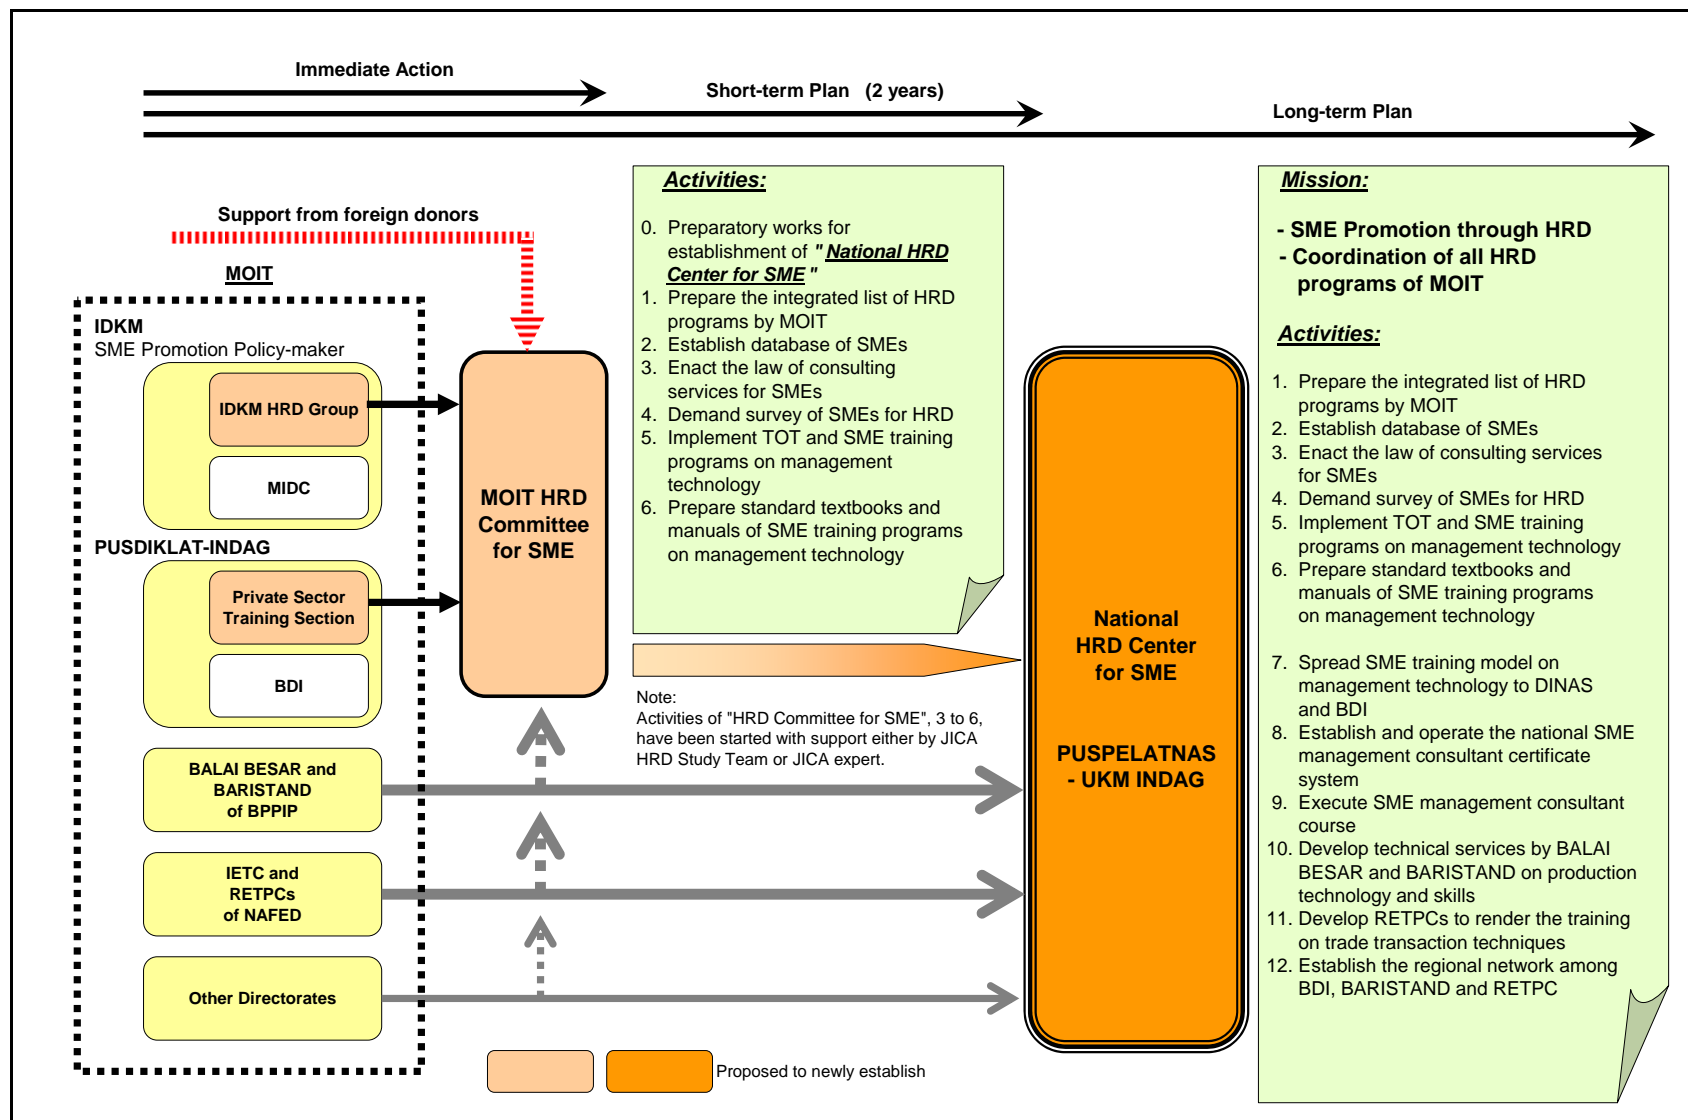 Immediate Action
Short-term Plan (2 years)
Long-term Plan
Support from foreign donors
MOIT
IDKM
SME Promotion Policy-maker
IDKM HRD Group
MIDC
PUSDIKLAT-INDAG
Private Sector
Training Section
BDI
BALAI BESAR and
BARISTAND
of BPPIP
IETC and
RETPCs
of NAFED
Other Directorates
MOIT HRD
Committee
for SME
Activities:
0. Preparatory works for
establishment of " National HRD
Center for SME "
1. Prepare the integrated list of HRD
programs by MOIT
2. Establish database of SMEs
3. Enact the law of consulting
services for SMEs
4. Demand survey of SMEs for HRD
5. Implement TOT and SME training
programs on management
technology
6. Prepare standard textbooks and
manuals of SME training programs
on management technology
Note:
Activities of "HRD Committee for SME", 3 to 6,
have been started with support either by JICA
HRD Study Team or JICA expert.
National
HRD Center
for SME
PUSPELATNAS
- UKM INDAG
Mission:
- SME Promotion through HRD
- Coordination of all HRD
programs of MOIT
Activities:
1. Prepare the integrated list of HRD
programs by MOIT
2. Establish database of SMEs
3. Enact the law of consulting services
for SMEs
4. Demand survey of SMEs for HRD
5. Implement TOT and SME training
programs on management technology
6. Prepare standard textbooks and
manuals of SME training programs
on management technology
7. Spread SME training model on
management technology to DINAS
and BDI
8. Establish and operate the national SME
management consultant certificate
system
9. Execute SME management consultant
course
10. Develop technical services by BALAI
BESAR and BARISTAND on production
technology and skills
11. Develop RETPCs to render the training
on trade transaction techniques
12. Establish the regional network among
BDI, BARISTAND and RETPC
Proposed to newly establish